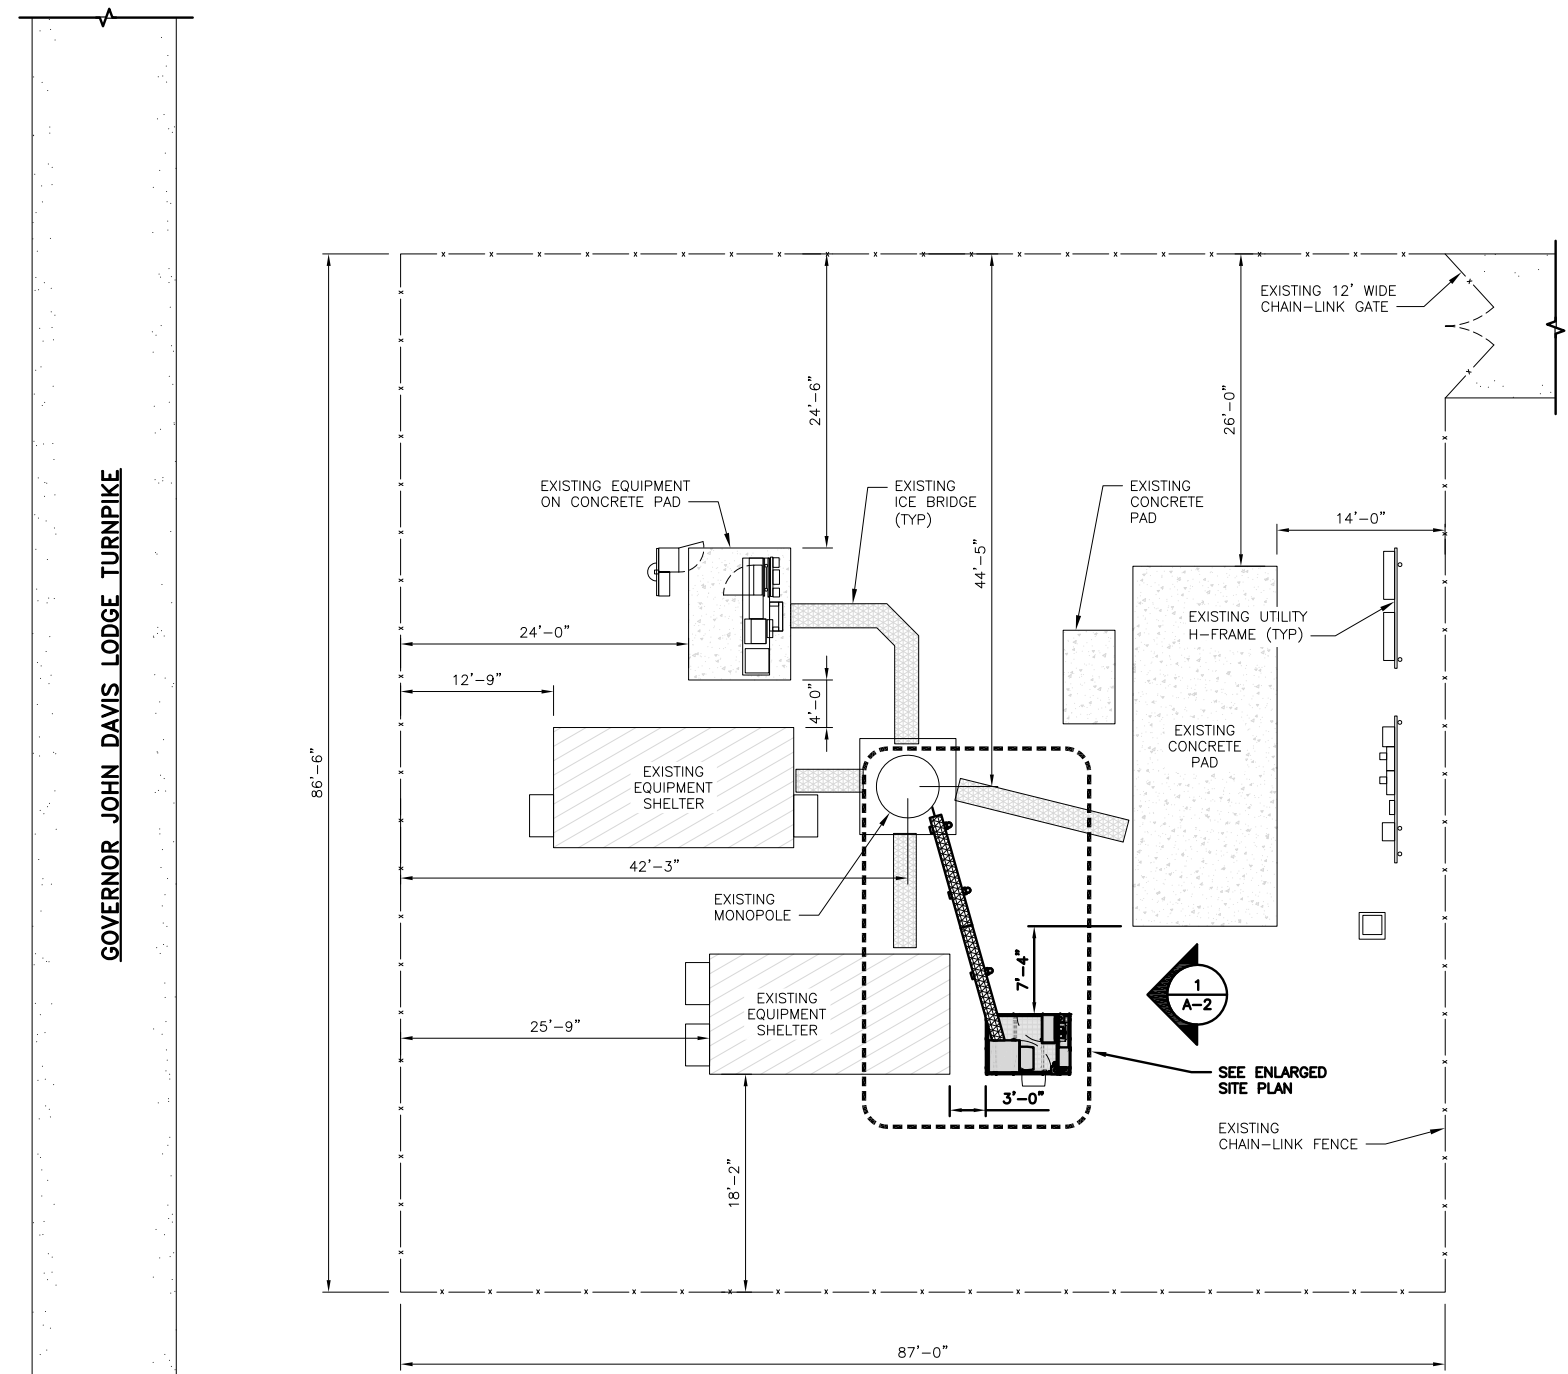 GOVERNOR JOHN DAVIS LODGE TURNPIKE
EXISTING 12' WIDE
CHAIN-LINK GATE
24'-6"
26'-0"
EXISTING EQUIPMENT
ON CONCRETE PAD
EXISTING
ICE BRIDGE
(TYP)
EXISTING
CONCRETE
PAD
14'-0"
44'-5"
EXISTING UTILITY
H-FRAME (TYP)
24'-0"
12'-9"
4'-0"
86'-6"
EXISTING
EQUIPMENT
SHELTER
EXISTING
CONCRETE
PAD
42'-3"
EXISTING
MONOPOLE
7'-4"
1
A-2
EXISTING
EQUIPMENT
SHELTER
25'-9"
SEE ENLARGED
SITE PLAN
3'-0"
EXISTING
CHAIN-LINK FENCE
18'-2"
87'-0"